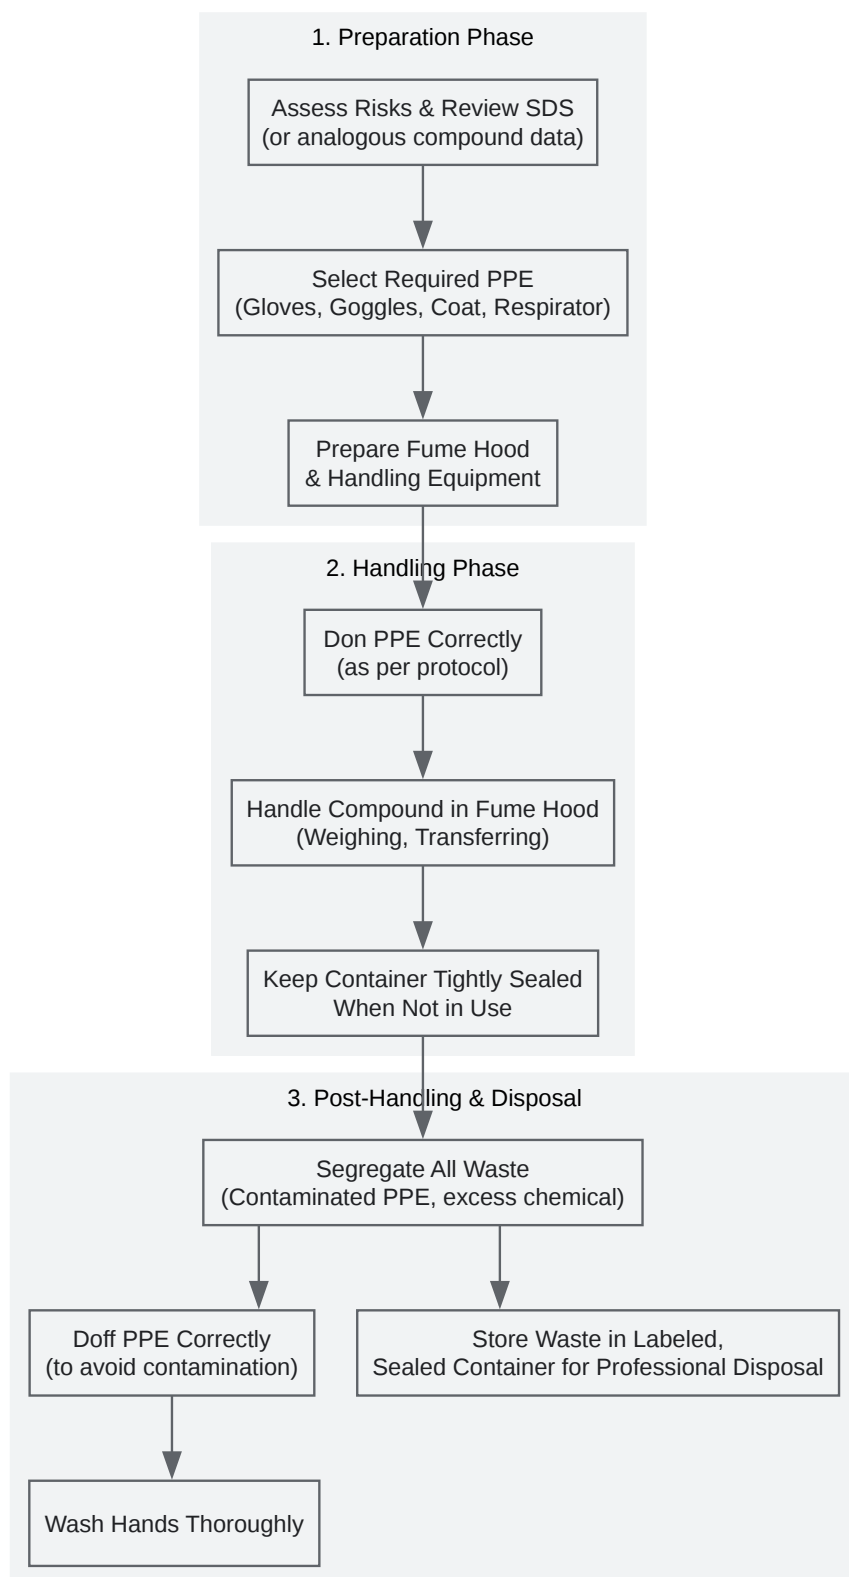 1. Preparation Phase
Assess Risks & Review SDS
(or analogous compound data)
Select Required PPE
(Gloves, Goggles, Coat, Respirator)
Prepare Fume Hood
& Handling Equipment
2. Handling Phase
Don PPE Correctly
(as per protocol)
Handle Compound in Fume Hood
(Weighing, Transferring)
Keep Container Tightly Sealed
When Not in Use
3. Post-Handling & Disposal
Segregate All Waste
(Contaminated PPE, excess chemical)
Doff PPE Correctly
(to avoid contamination)
Store Waste in Labeled,
Sealed Container for Professional Disposal
Wash Hands Thoroughly